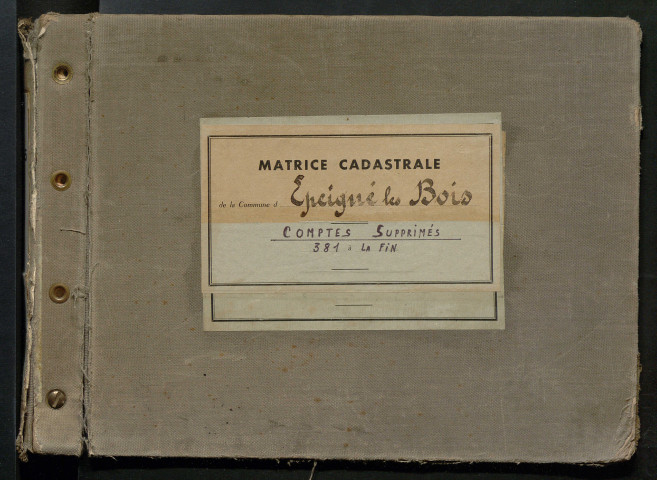 MATRICE CADASTRALE
de la Commune d Epeigné les Bois
COMPTES SUPPRIMÉS
381 à LA FIN